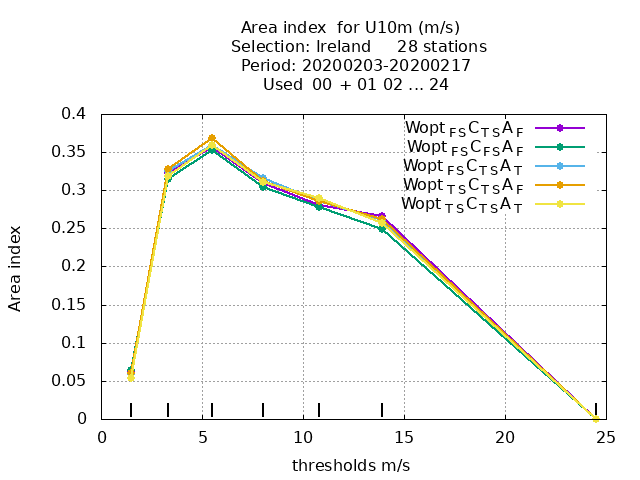 Area index  for U10m (m/s)
Selection: Ireland     28 stations
Period: 20200203-20200217
Used  00 + 01 02 ... 24
Wopt FS C TS A F
Wopt FS C FS A F
Wopt FS C TS A T
Wopt TS C TS A F
Wopt TS C TS A T
Area index
0.4
0.35
0.3
0.25
0.2
0.15
0.1
0.05
0
0 5 10 15 20 25
thresholds m/s